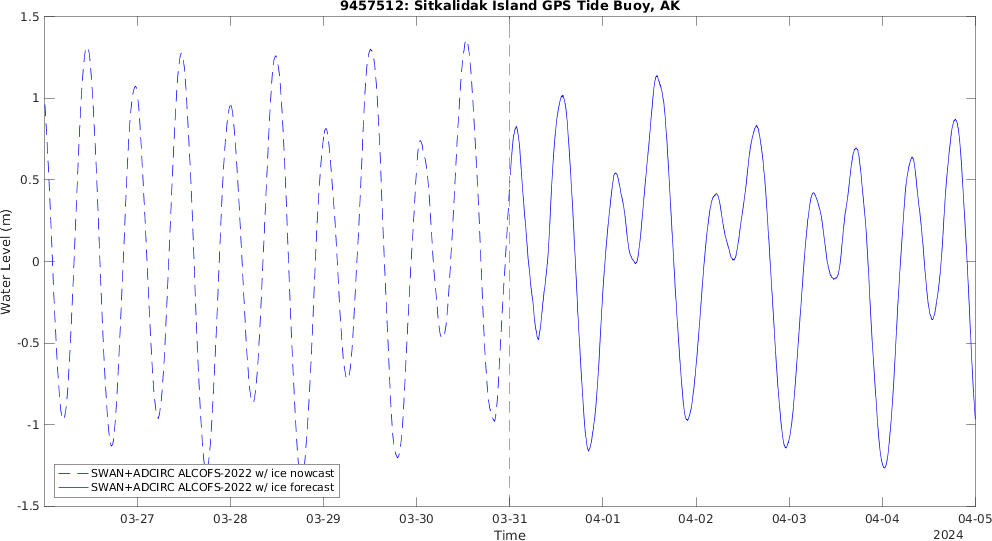 9457512: Sitkalidak Island GPS Tide Buoy, AK
1.5
1
0.5
0
-0.5
-1
-1.5
Water Level (m)
SWAN+ADCIRC ALCOFS-2022 w/ ice nowcast
SWAN+ADCIRC ALCOFS-2022 w/ ice forecast
03-27 03-28 03-29 03-30 03-31 04-01 04-02 04-03 04-04 04-05
Time
2024